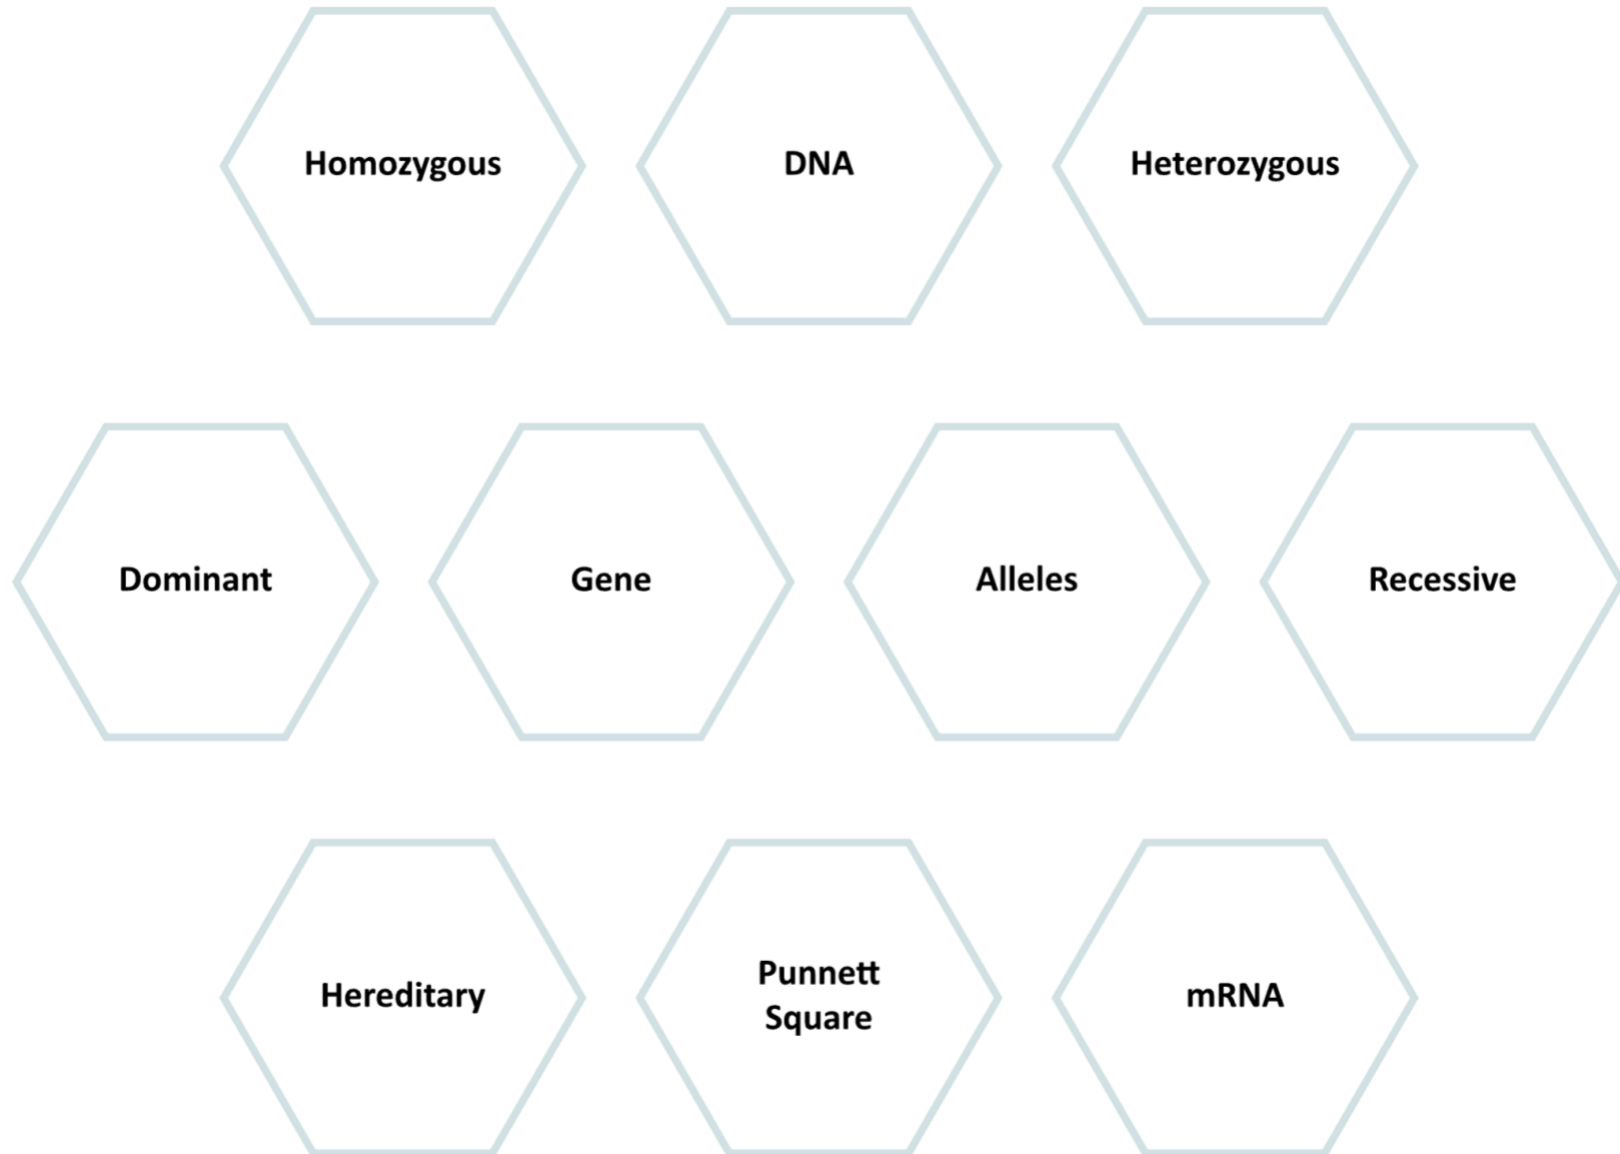 Homozygous
DNA
Heterozygous
Dominant
Gene
Alleles
Recessive
Hereditary
Punnett
Square
mRNA